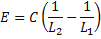 E = C(1/L₂ − 1/L₁)